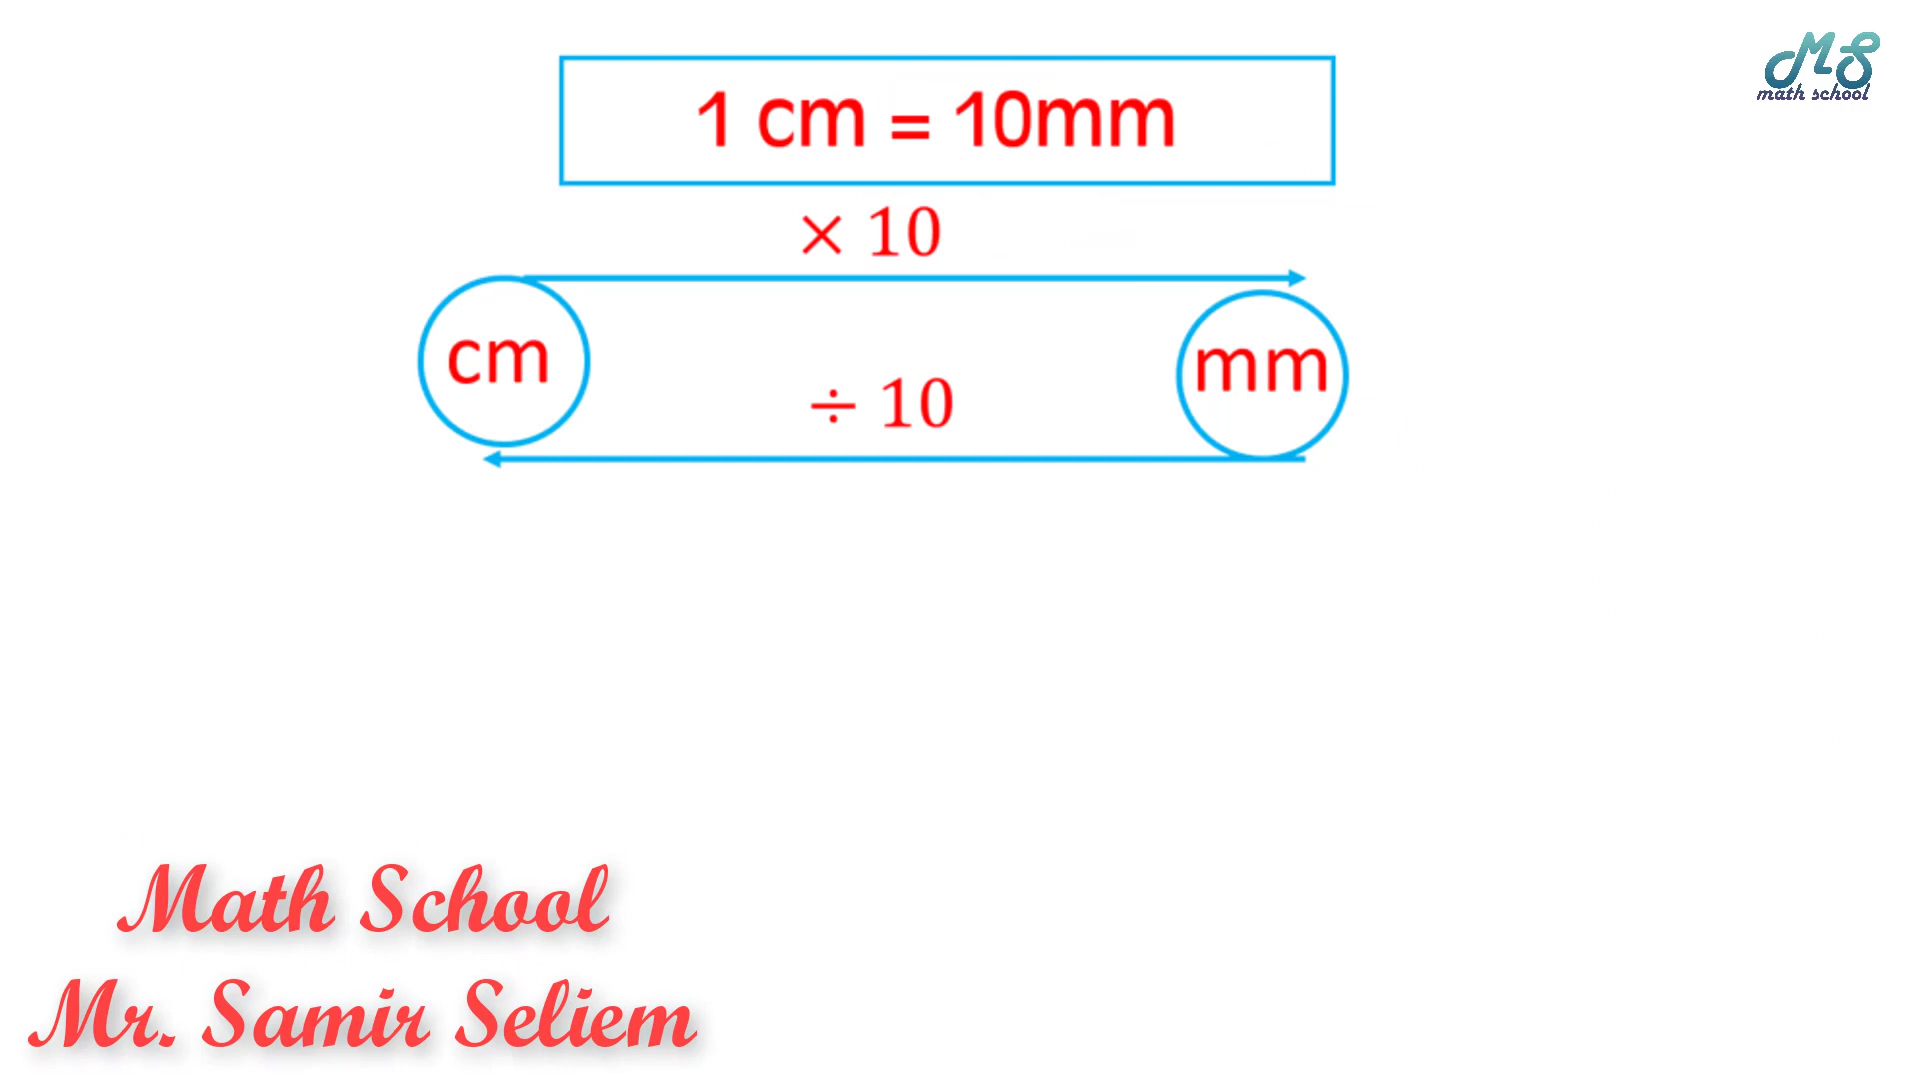 MS
math school
1 cm = 10mm
× 10
cm
mm
÷ 10
Math School
Mr. Samir Seliem